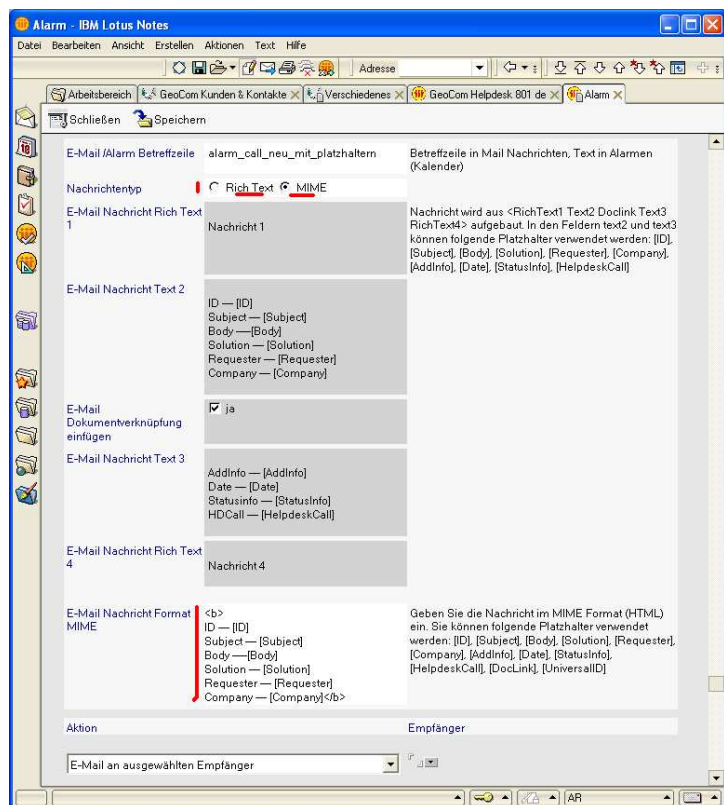 Alarm - IBM Lotus Notes
Datei Bearbeiten Ansicht Erstellen Aktionen Text Hilfe
Adresse
Arbeitsbereich GeoCom Kunden & Kontakte Verschiedenes GeoCom Helpdesk 801 de Alarm
Schließen Speichern
E-Mail /Alarm Betreffzeile alarm_call_neu_mit_platzhaltern Betreffzeile in Mail Nachrichten, Text in Alarmen
(Kalender)
Nachrichtentyp Rich Text MIME
E-Mail Nachricht Rich Text
1
Nachricht 1
Nachricht wird aus <RichText1 Text2 Doclink Text3
RichText4> aufgebaut. In den Feldern text2 und text3
können folgende Platzhalter verwendet werden: [ID],
[Subject], [Body], [Solution], [Requester], [Company],
[AddInfo], [Date], [StatusInfo], [HelpdeskCall]
E-Mail Nachricht Text 2
ID — [ID]
Subject — [Subject]
Body —[Body]
Solution — [Solution]
Requester — [Requester]
Company — [Company]
E-Mail
Dokumentverknüpfung
einfügen
ja
E-Mail Nachricht Text 3
AddInfo — [AddInfo]
Date — [Date]
Statusinfo — [StatusInfo]
HDCall — [HelpdeskCall]
E-Mail Nachricht Rich Text
4
Nachricht 4
E-Mail Nachricht Format
MIME
<b>
ID — [ID]
Subject — [Subject]
Body —[Body]
Solution — [Solution]
Requester — [Requester]
Company — [Company]</b>
Geben Sie die Nachricht im MIME Format (HTML)
ein. Sie können folgende Platzhalter verwendet
werden: [ID], [Subject], [Body], [Solution], [Requester],
[Company], [AddInfo], [Date], [StatusInfo],
[HelpdeskCall], [DocLink], [UniversalID]
Aktion Empfänger
E-Mail an ausgewählten Empfänger
AR